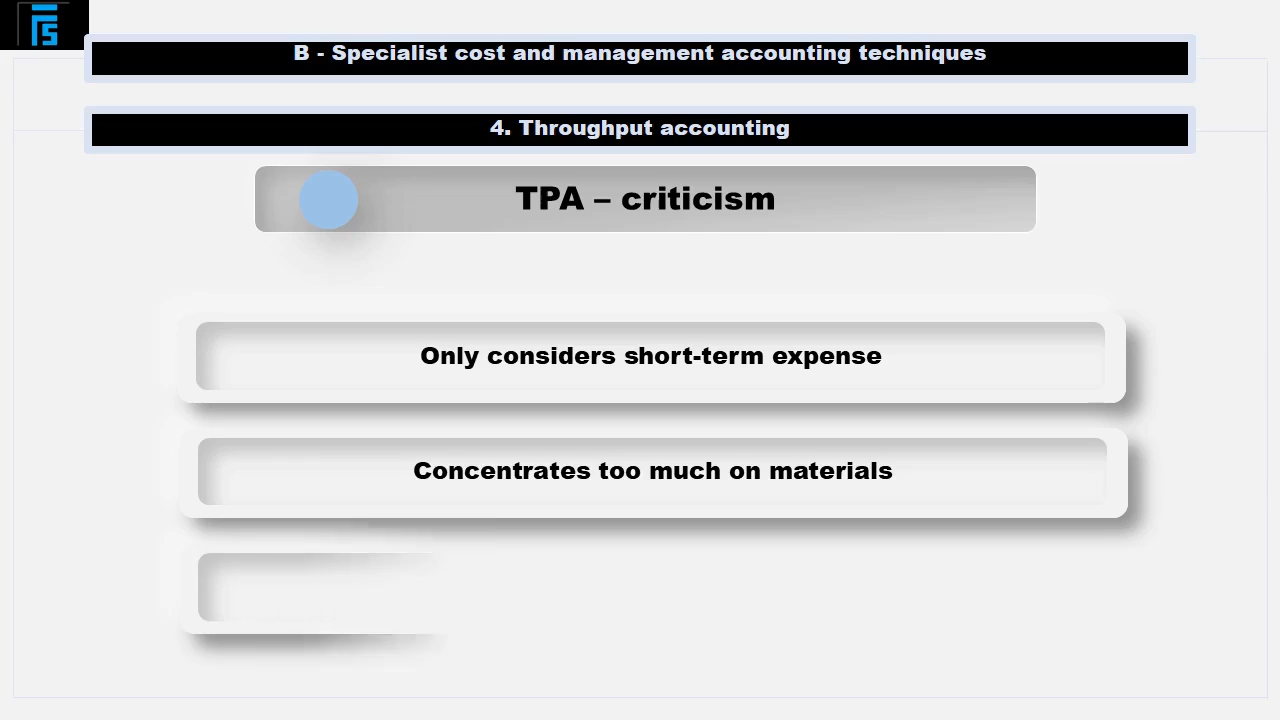 B - Specialist cost and management accounting techniques
4. Throughput accounting
TPA – criticism
Only considers short-term expense
Concentrates too much on materials